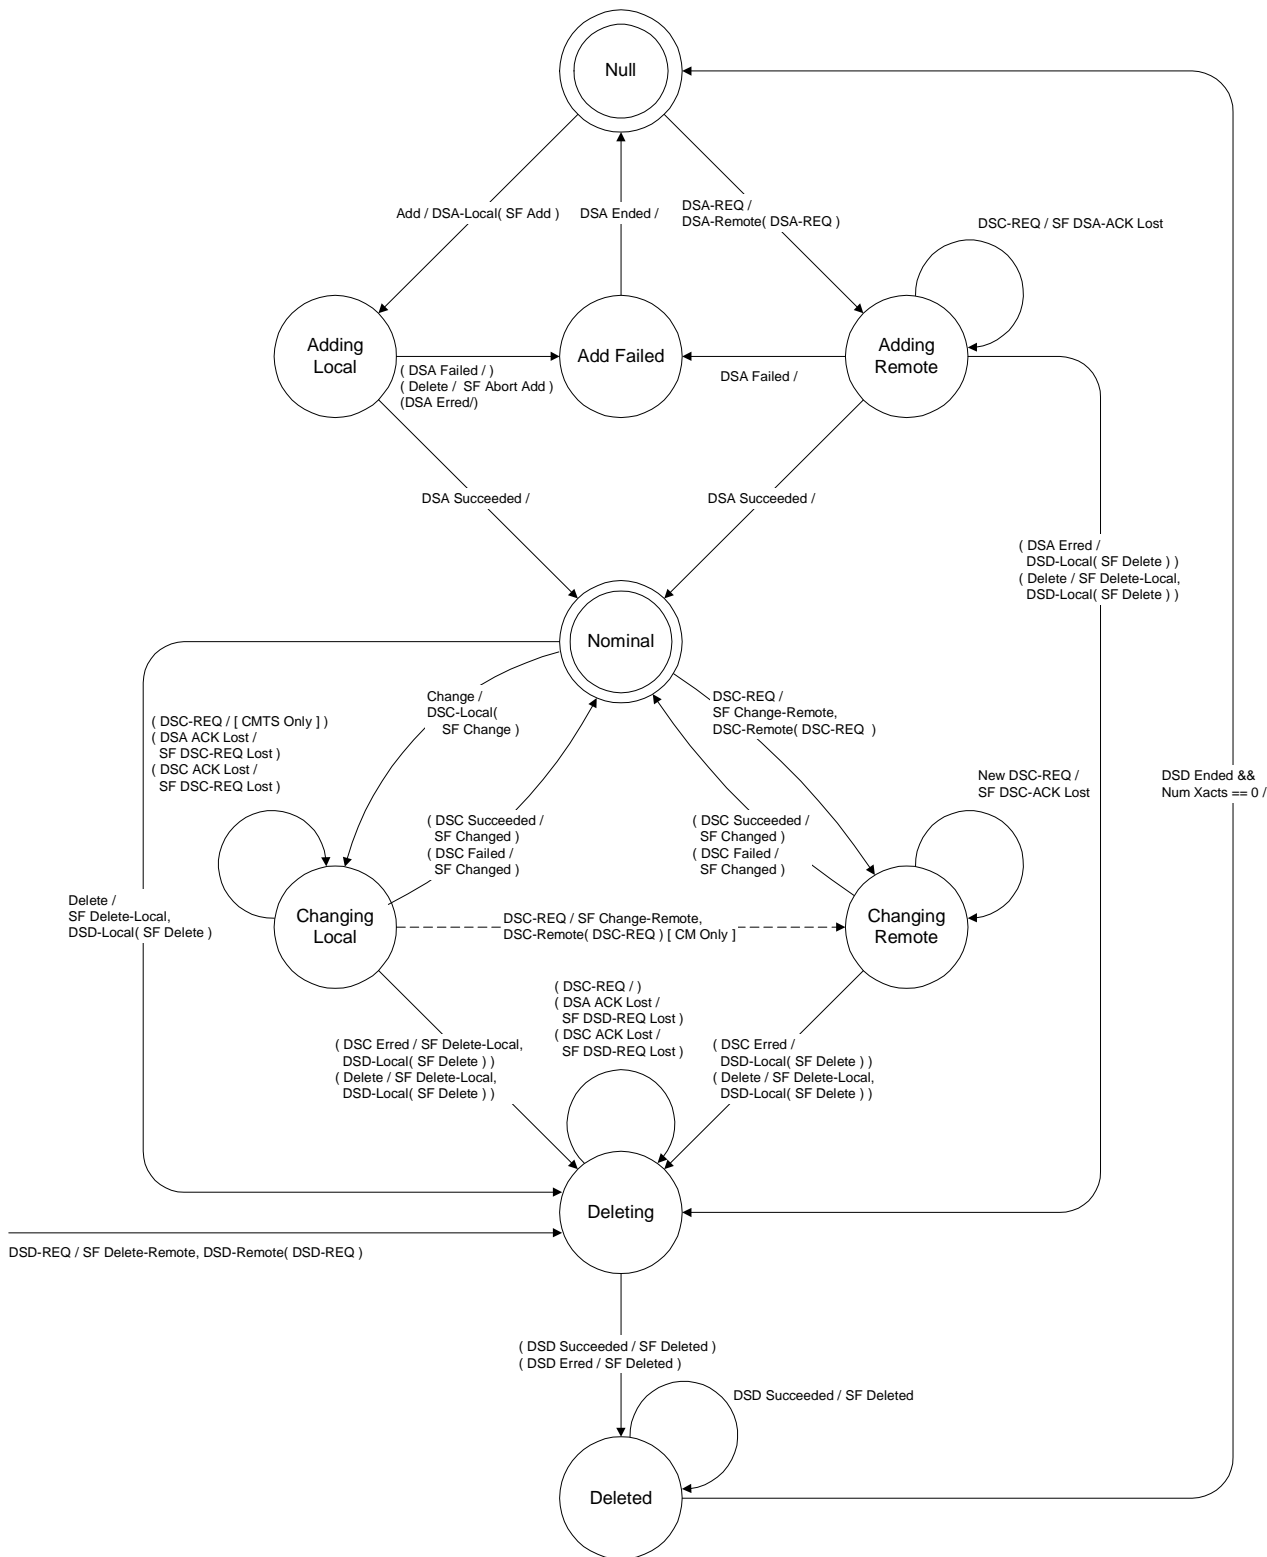 Null
Add / DSA-Local( SF Add )
DSA Ended /
DSA-REQ /
DSA-Remote( DSA-REQ )
DSC-REQ / SF DSA-ACK Lost
Adding
Local
Add Failed
Adding
Remote
( DSA Failed / )
( Delete / SF Abort Add )
(DSA Erred/)
DSA Failed /
DSA Succeeded /
DSA Succeeded /
( DSA Erred /
DSD-Local( SF Delete ) )
( Delete / SF Delete-Local,
DSD-Local( SF Delete ) )
Nominal
Change /
DSC-Local(
SF Change )
DSC-REQ /
SF Change-Remote,
DSC-Remote( DSC-REQ )
( DSC-REQ / [ CMTS Only ] )
( DSA ACK Lost /
SF DSC-REQ Lost )
( DSC ACK Lost /
SF DSC-REQ Lost )
New DSC-REQ /
SF DSC-ACK Lost
DSD Ended &&
Num Xacts == 0 /
( DSC Succeeded /
SF Changed )
( DSC Failed /
SF Changed )
( DSC Succeeded /
SF Changed )
( DSC Failed /
SF Changed )
Delete /
SF Delete-Local,
DSD-Local( SF Delete )
Changing
Local
DSC-REQ / SF Change-Remote,
DSC-Remote( DSC-REQ ) [ CM Only ]
Changing
Remote
( DSC-REQ / )
( DSA ACK Lost /
SF DSD-REQ Lost )
( DSC ACK Lost /
SF DSD-REQ Lost )
( DSC Erred / SF Delete-Local,
DSD-Local( SF Delete ) )
( Delete / SF Delete-Local,
DSD-Local( SF Delete ) )
( DSC Erred /
DSD-Local( SF Delete ) )
( Delete / SF Delete-Local,
DSD-Local( SF Delete ) )
Deleting
DSD-REQ / SF Delete-Remote, DSD-Remote( DSD-REQ )
( DSD Succeeded / SF Deleted )
( DSD Erred / SF Deleted )
DSD Succeeded / SF Deleted
Deleted